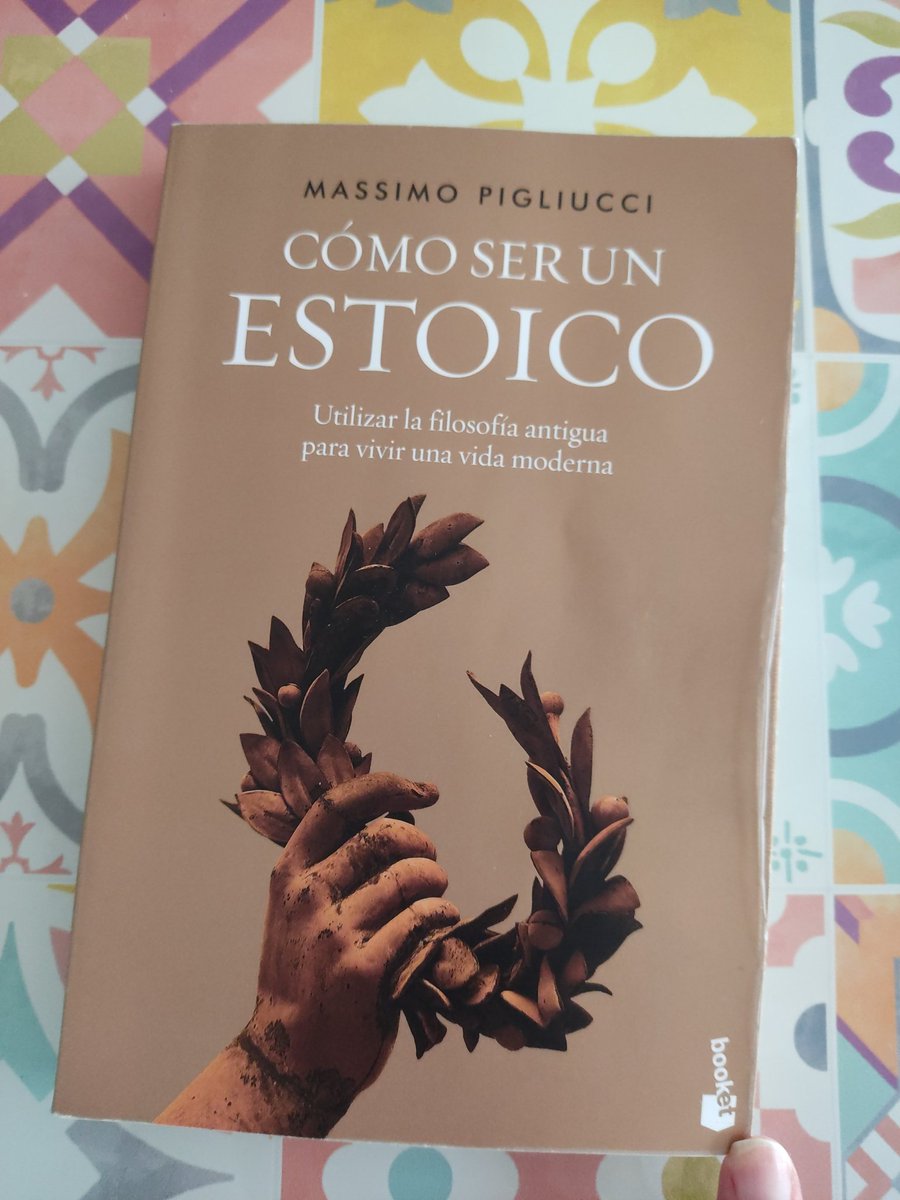 MASSIMO PIGLIUCCI
CÓMO SER UN
ESTOICO
Utilizar la filosofía antigua
para vivir una vida moderna
booket